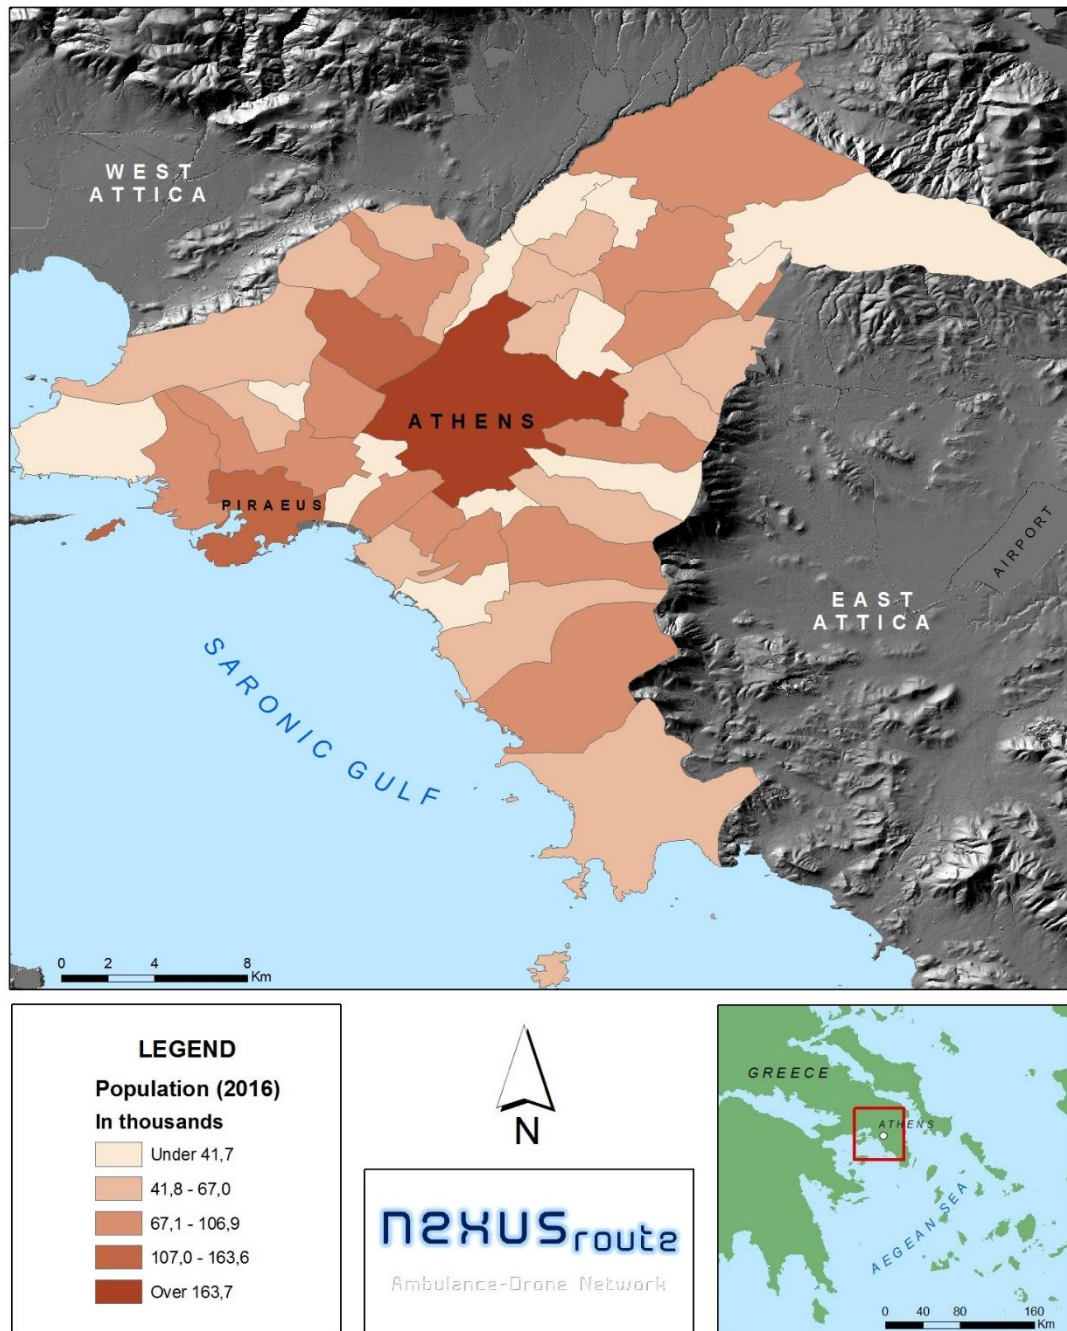 WEST
ATTICA
ATHENS
PIRAEUS
AIRPORT
EAST
ATTICA
SARONIC GULF
0 2 4 8
Km
LEGEND
Population (2016)
In thousands
Under 41,7
41,8 - 67,0
67,1 - 106,9
107,0 - 163,6
Over 163,7
N
nexus route
Ambulance-Drone Network
GREECE
ATHENS
AEGEAN SEA
0 40 80 160
Km